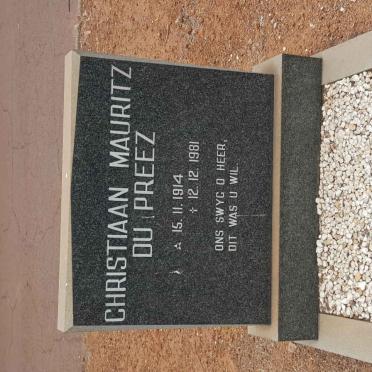 CHRISTIAAN MAURITZ
DU PREEZ
15.11.1914
12.12.1981
ONS SWYG O HEER,
DIT WAS U WIL.